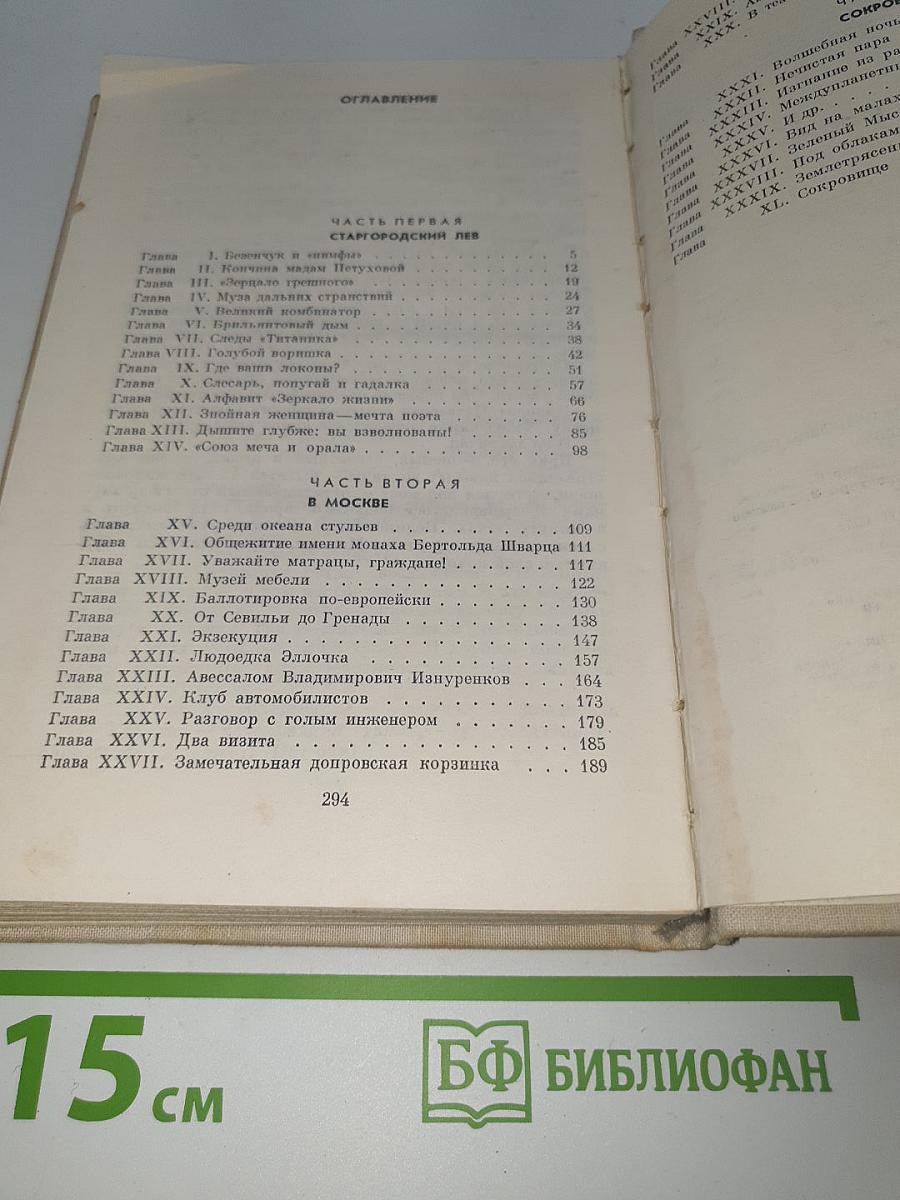 ОГЛАВЛЕНИЕ
ЧАСТЬ ПЕРВАЯ
СТАРГОРОДСКИЙ ЛЕВ
Глава I. Безенчук и «нимфы» . . . . . . . . . . . . 5
Глава II. Кончина мадам Петуховой . . . . . . . . . 12
Глава III. «Зерцало грешного» . . . . . . . . . . . 19
Глава IV. Муза дальних странствий . . . . . . . . . 24
Глава V. Великий комбинатор . . . . . . . . . . . 27
Глава VI. Брильянтовый дым . . . . . . . . . . . . 34
Глава VII. Следы «Титаника» . . . . . . . . . . . . 38
Глава VIII. Голубой воришка . . . . . . . . . . . . 42
Глава IX. Где ваши локоны? . . . . . . . . . . . . 51
Глава X. Слесарь, попугай и гадалка . . . . . . . 57
Глава XI. Алфавит «Зеркало жизни» . . . . . . . . 66
Глава XII. Знойная женщина — мечта поэта . . . . . . 76
Глава XIII. Дышите глубже: вы взволнованы! . . . . . 85
Глава XIV. «Союз меча и орала» . . . . . . . . . . . 98
ЧАСТЬ ВТОРАЯ
В МОСКВЕ
Глава XV. Среди океана стульев . . . . . . . . . . 109
Глава XVI. Общежитие имени монаха Бертольда Шварца 111
Глава XVII. Уважайте матрацы, граждане! . . . . . . 117
Глава XVIII. Музей мебели . . . . . . . . . . . . . 122
Глава XIX. Баллотировка по-европейски . . . . . . . 130
Глава XX. От Севильи до Гренады . . . . . . . . . 138
Глава XXI. Экзекуция . . . . . . . . . . . . . . . 147
Глава XXII. Людоедка Эллочка . . . . . . . . . . . 157
Глава XXIII. Авессалом Владимирович Изнуренков . . . 164
Глава XXIV. Клуб автомобилистов . . . . . . . . . . 173
Глава XXV. Разговор с голым инженером . . . . . . 179
Глава XXVI. Два визита . . . . . . . . . . . . . . 185
Глава XXVII. Замечательная допровская корзинка . . . 189
294
Глава XXVIII.
Глава XXIX.
Глава XXX. В
Глава XXXI. Волшебная ночь
Глава XXXII. Нечистая пара
Глава XXXIII. Изгнание из
Глава XXXIV.
Глава XXXV. И др. . . . .
Глава XXXVI. Вид на
Глава XXXVII. Зеленый Мыс
Глава XXXVIII. Под облаками
Глава XXXIX.
Глава XL. Сокровище
15 см
БФ БИБЛИОФАН